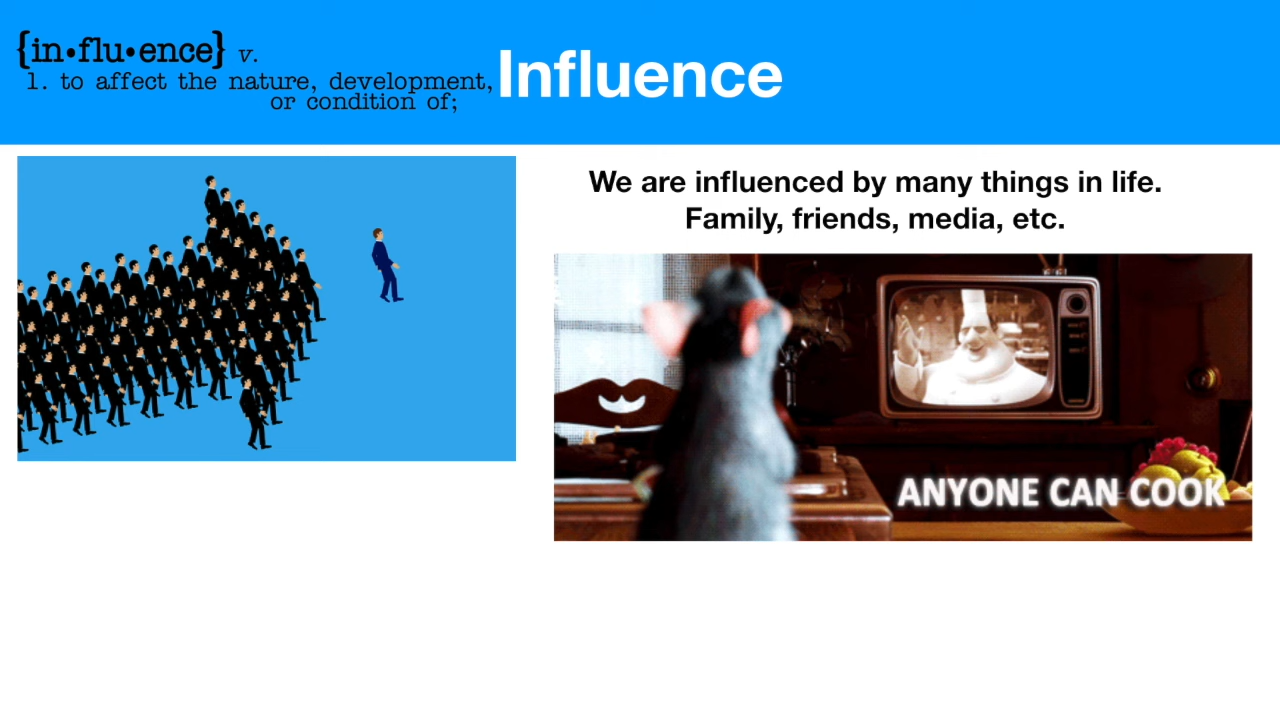 {in•flu•ence} v.
1. to affect the nature, development,
or condition of;
Influence
We are influenced by many things in life.
Family, friends, media, etc.
ANYONE CAN COOK